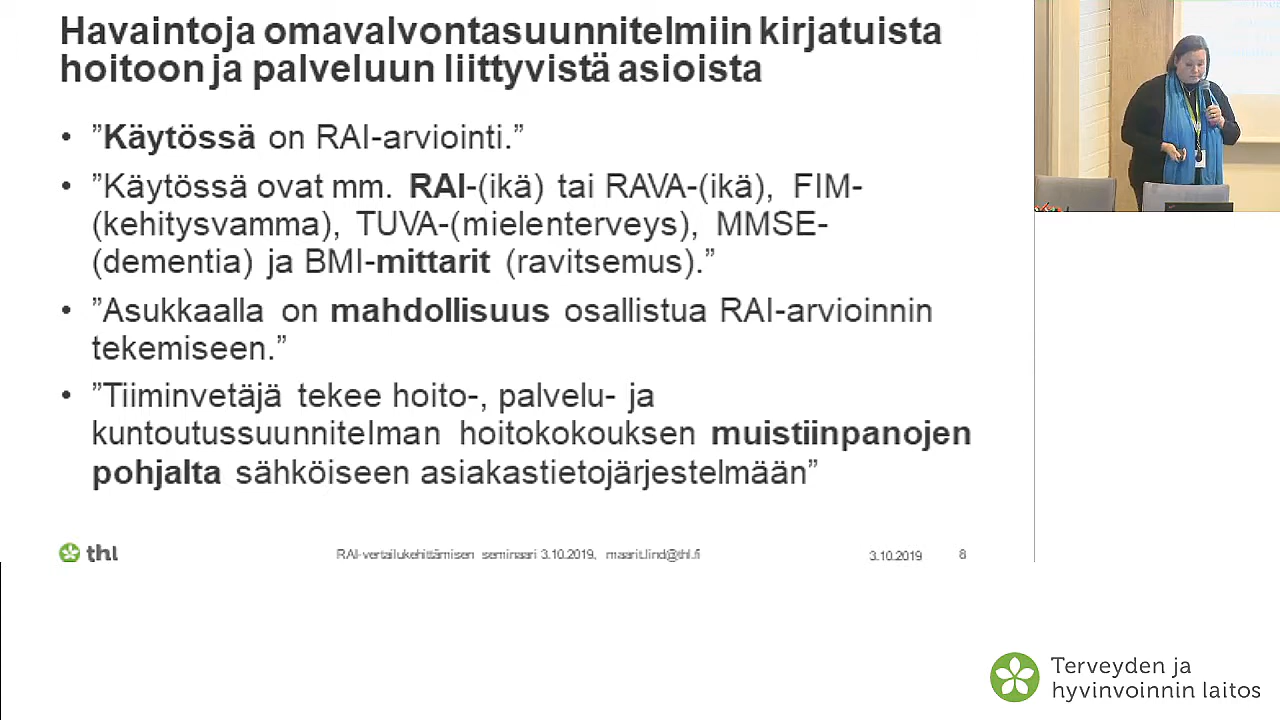 Havaintoja omavalvontasuunnitelmiin kirjatuista
hoitoon ja palveluun liittyvistä asioista
• ”Käytössä on RAI-arviointi.”
• ”Käytössä ovat mm. RAI-(ikä) tai RAVA-(ikä), FIM-
(kehitysvamma), TUVA-(mielenterveys), MMSE-
(dementia) ja BMI-mittarit (ravitsemus).”
• ”Asukkaalla on mahdollisuus osallistua RAI-arvioinnin
tekemiseen.”
• ”Tiiminvetäjä tekee hoito-, palvelu- ja
kuntoutussuunnitelman hoitokokouksen muistiinpanojen
pohjalta sähköiseen asiakastietojärjestelmään”
thl
RAI-vertailukehittämisen seminaari 3.10.2019, maarit.lind@thl.fi
3.10.2019
8
Terveyden ja
hyvinvoinnin laitos